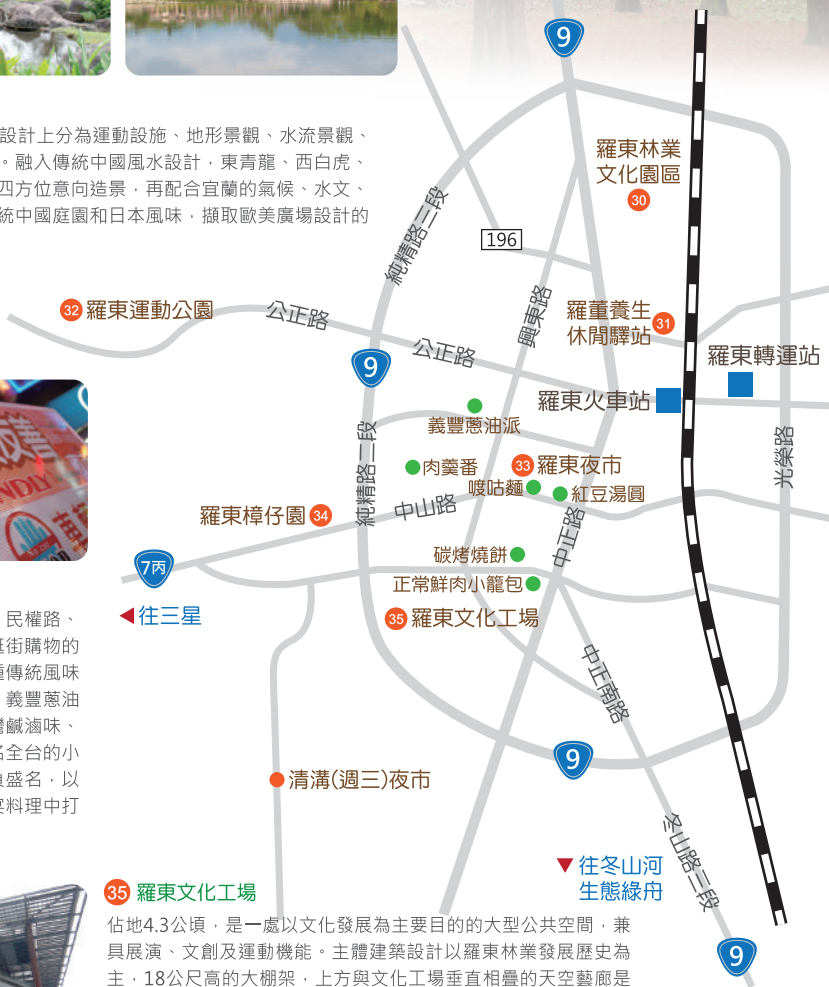 設計上分為運動設施、地形景觀、水流景觀、
。融入傳統中國風水設計，東青龍、西白虎、
四方位意向造景，再配合宜蘭的氣候、水文、
統中國庭園和日本風味，擷取歐美廣場設計的
9
羅東林業
文化園區
30
純精路二段
196
32 羅東運動公園
公正路
公正路
興東路
羅董養生
休閒驛站
31
9
羅東轉運站
羅東火車站
義豐蔥油派
光榮路
純精路二段
肉羹番
33 羅東夜市
嗄咕麵
紅豆湯圓
羅東樟仔園 34
中山路
中正路
碳烤燒餅
7丙
正常鮮肉小籠包
往三星
35 羅東文化工場
民權路、
逛街購物的
傳統風味
義豐蔥油
鹹滷味、
名全台的小
盛名，以
料理中打
中正南路
9
清溝(週三)夜市
冬山路三段
往冬山河
生態綠舟
9
35 羅東文化工場
佔地4.3公頃，是一處以文化發展為主要目的的大型公共空間，兼
具展演、文創及運動機能。主體建築設計以羅東林業發展歷史為
主，18公尺高的大棚架，上方與文化工場垂直相疊的天空藝廊是